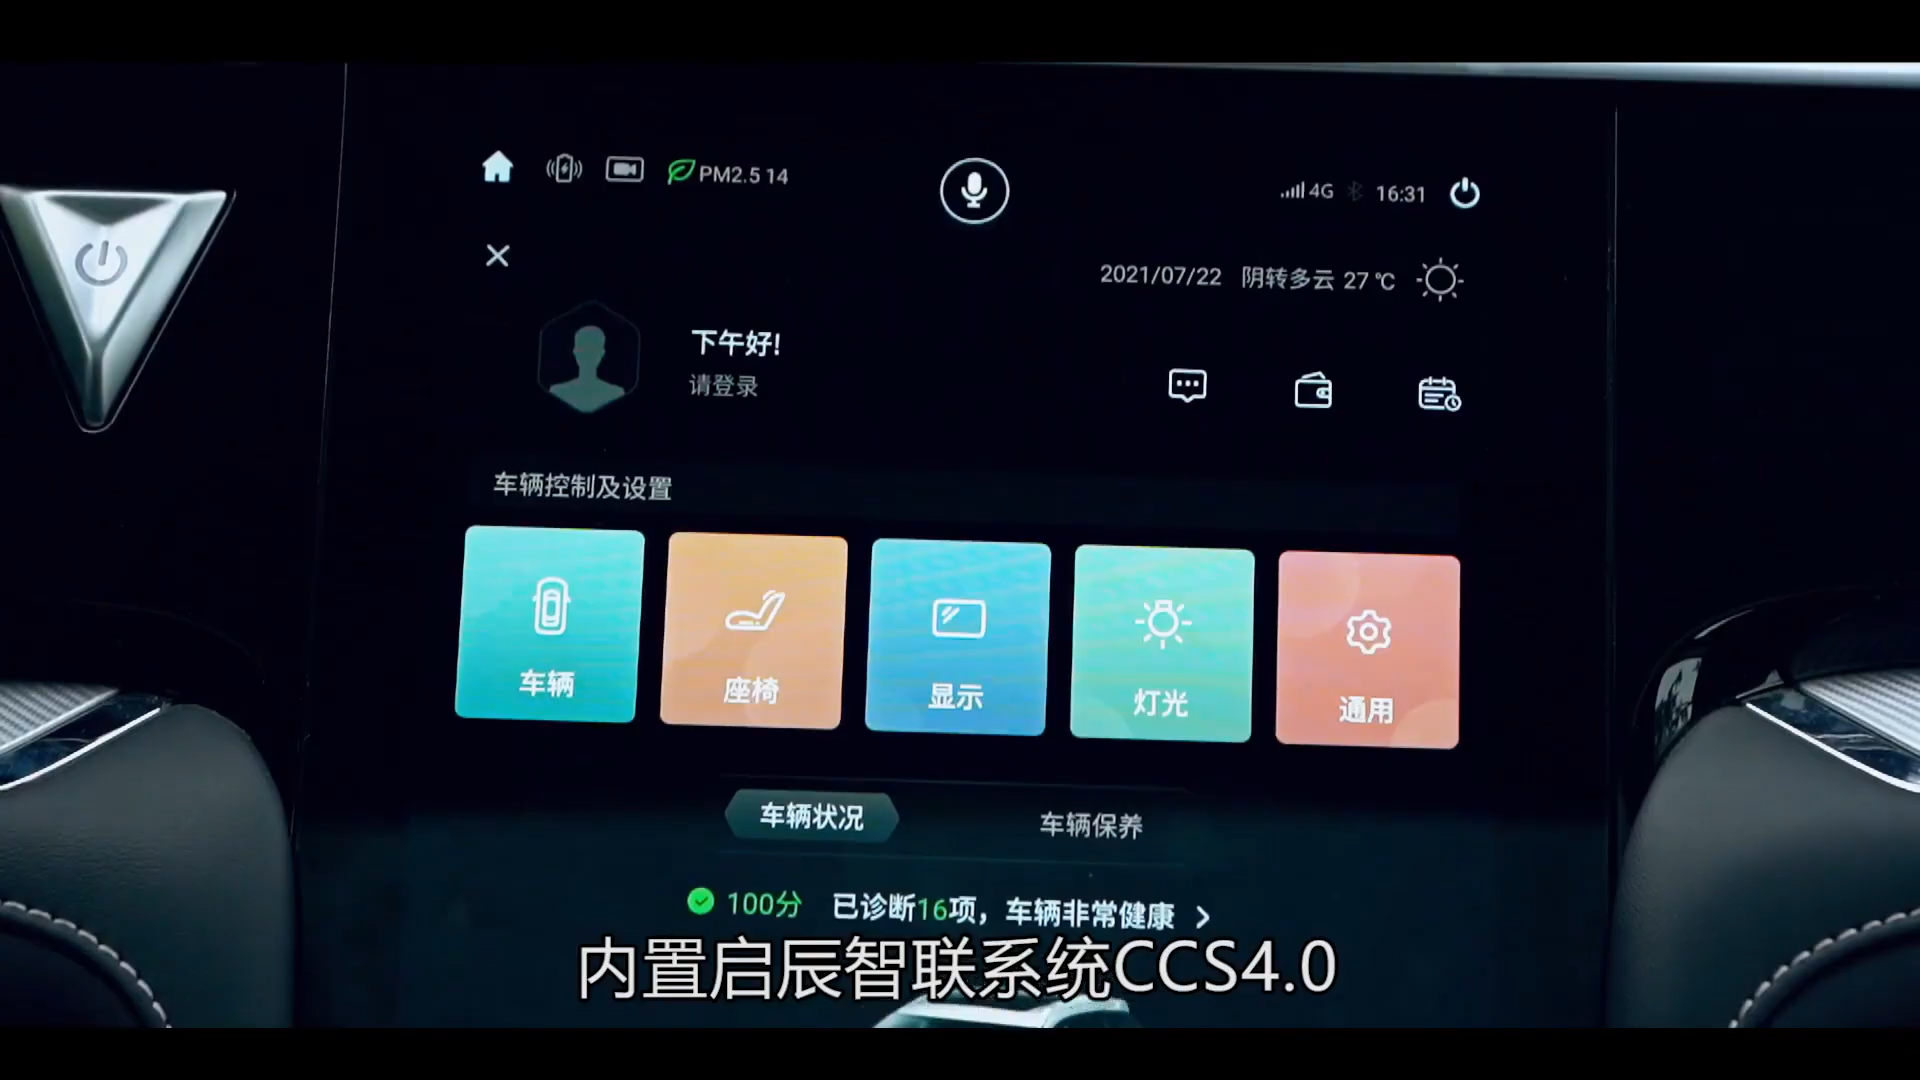 PM2.5 14
4G 16:31
2021/07/22 阴转多云 27℃
下午好!
请登录
车辆控制及设置
车辆 座椅 显示 灯光 通用
车辆状况 车辆保养
100分 已诊断16项，车辆非常健康
内置启辰智联系统CCS4.0